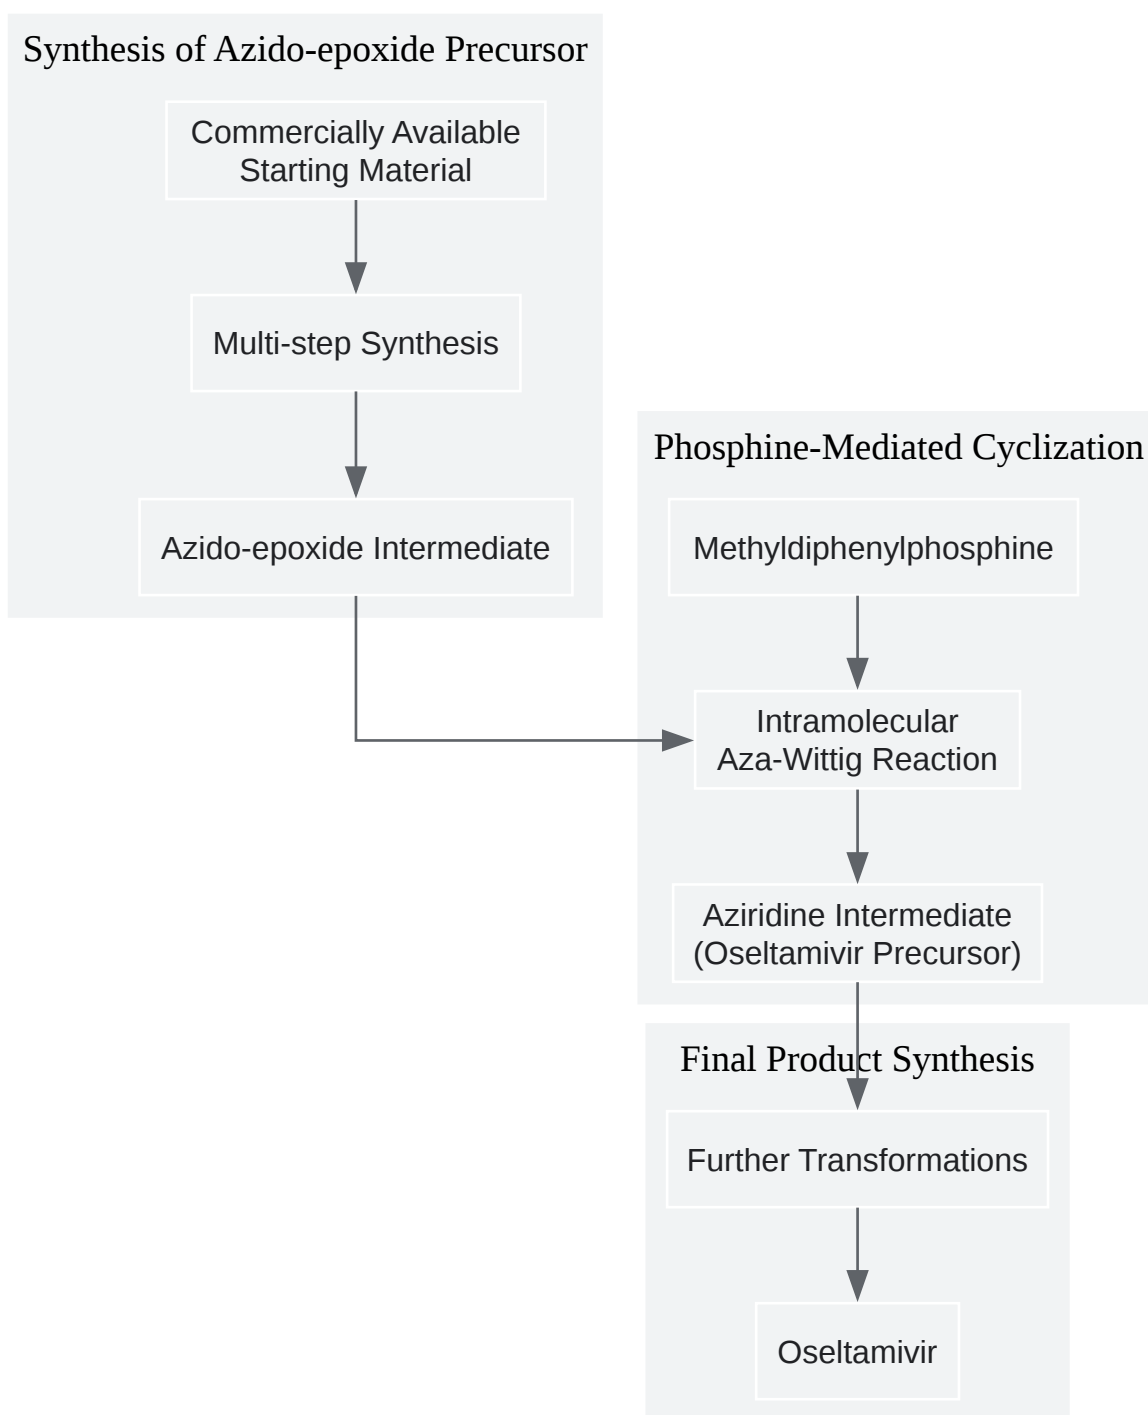 Synthesis of Azido-epoxide Precursor
Commercially Available
Starting Material
Multi-step Synthesis
Azido-epoxide Intermediate
Phosphine-Mediated Cyclization
Methyldiphenylphosphine
Intramolecular
Aza-Wittig Reaction
Aziridine Intermediate
(Oseltamivir Precursor)
Final Product Synthesis
Further Transformations
Oseltamivir